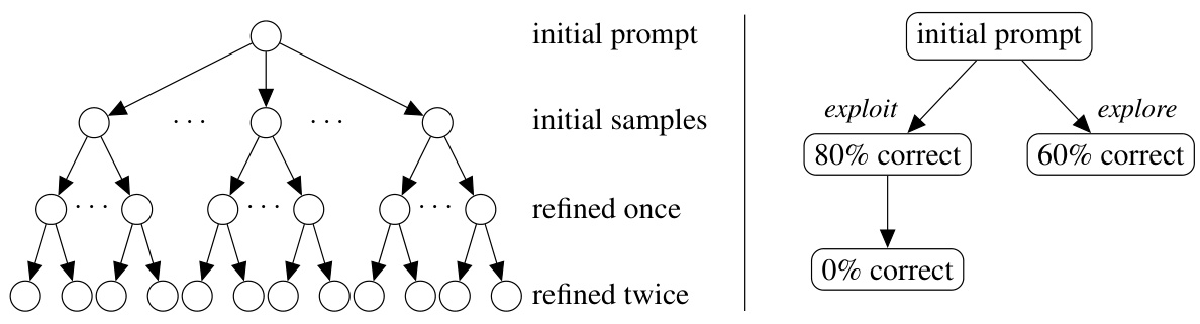 initial prompt
initial samples
refined once
refined twice
initial prompt
exploit
explore
80% correct
60% correct
0% correct